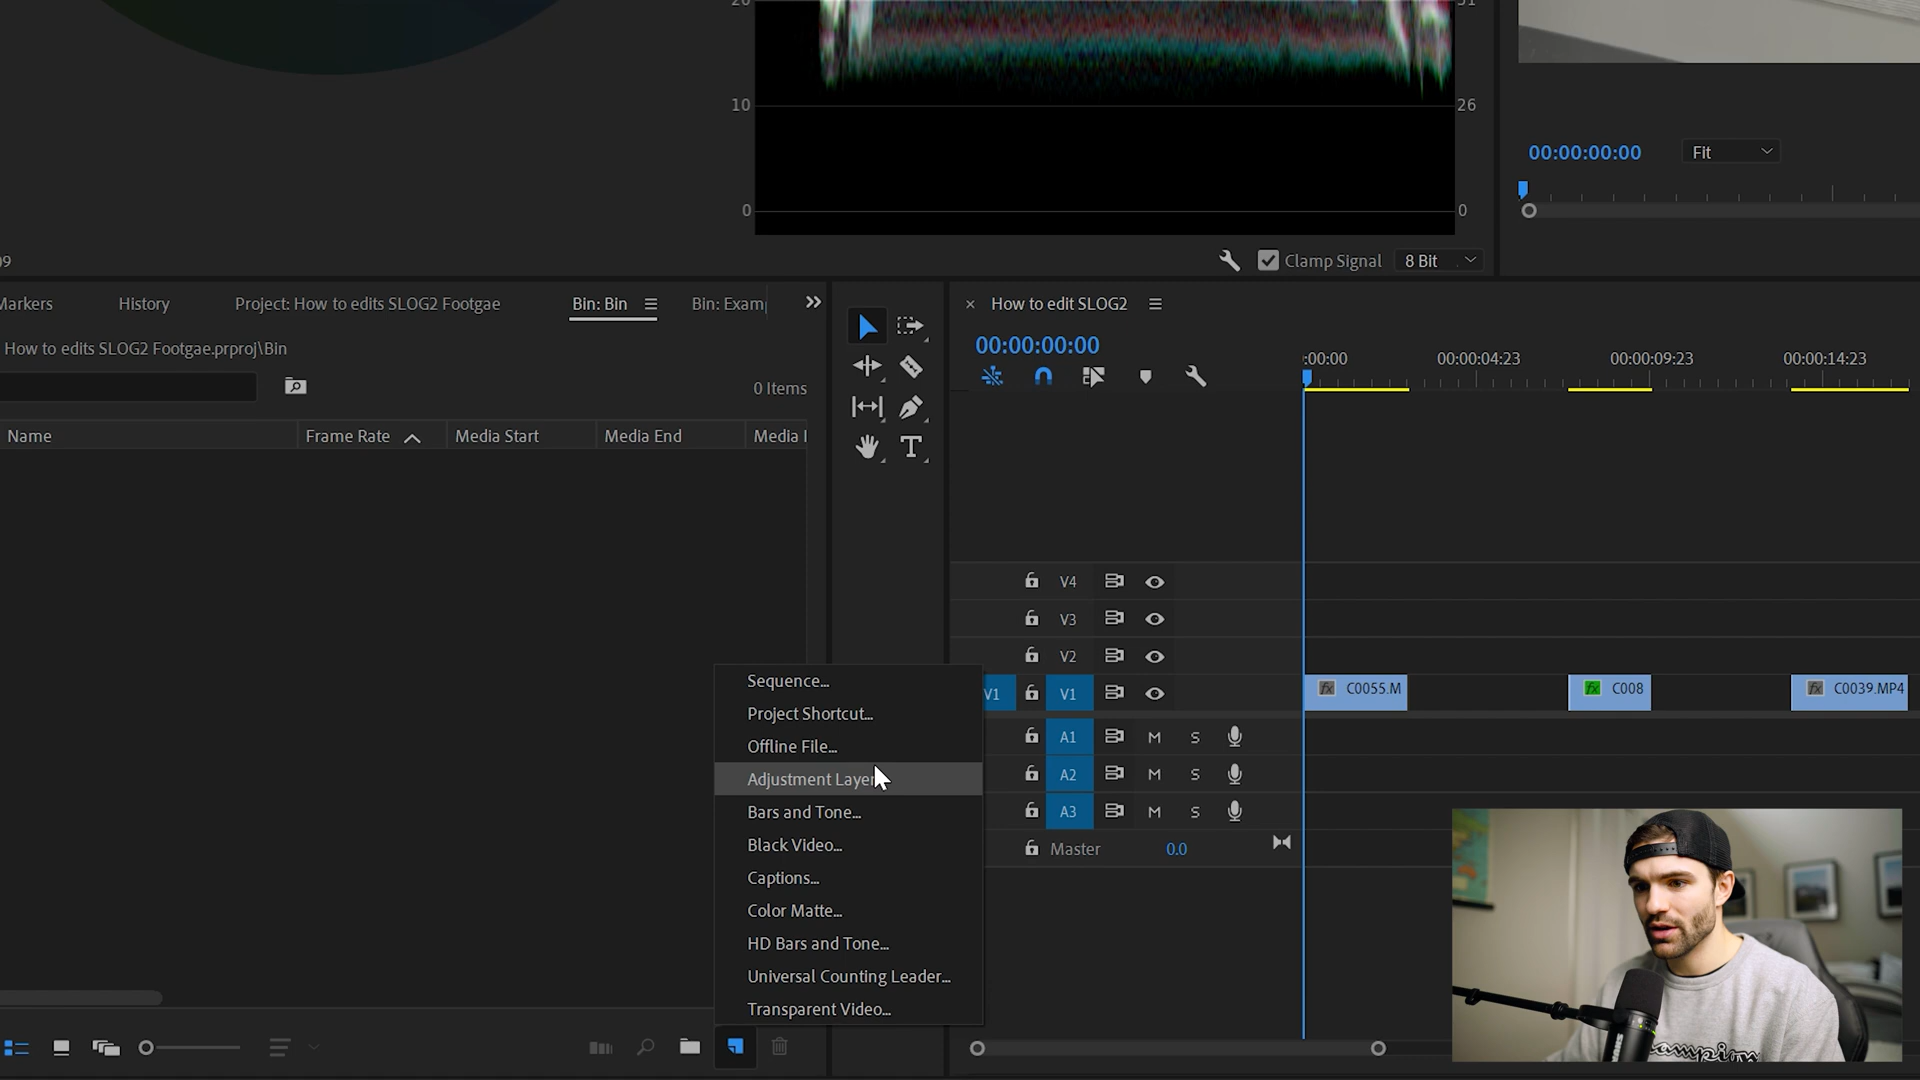 20
31
10
26
0
0
00:00:00:00
Fit
Clamp Signal
8 Bit
Markers
History
Project: How to edits SLOG2 Footgae
Bin: Bin
Bin: Examp
How to edit SLOG2
How to edits SLOG2 Footgae.prproj\Bin
00:00:00:00
:00:00
00:00:04:23
00:00:09:23
00:00:14:23
0 Items
Name
Frame Rate
Media Start
Media End
Media I
V4
V3
V2
V1
V1
C0055.M
C008
C0039.MP4
A1
M
S
A2
M
S
A3
M
S
Master
0.0
Sequence...
Project Shortcut...
Offline File...
Adjustment Layer
Bars and Tone...
Black Video...
Captions...
Color Matte...
HD Bars and Tone...
Universal Counting Leader...
Transparent Video...
fx
fx
fx
T
Champion